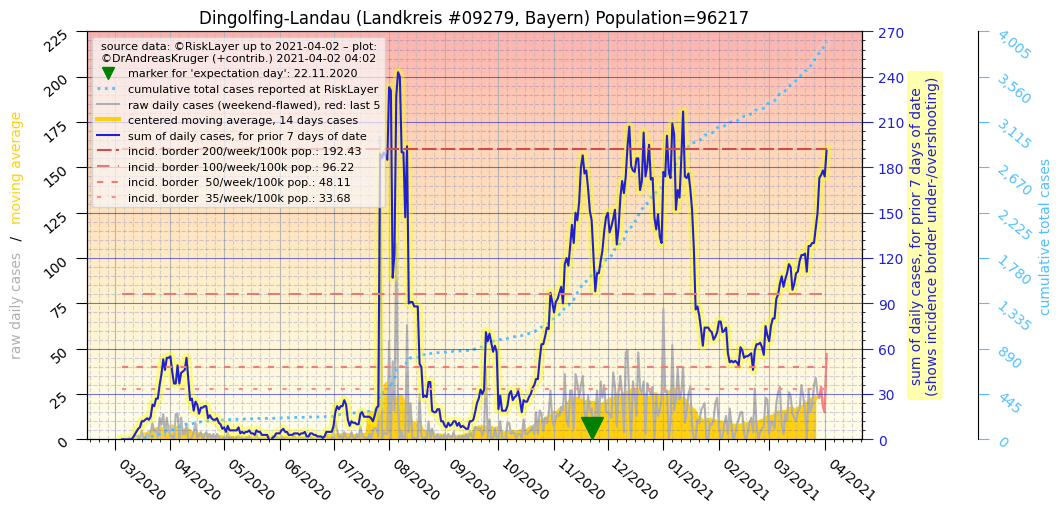 Dingolfing-Landau (Landkreis #09279, Bayern) Population=96217
source data: ©RiskLayer up to 2021-04-02 – plot:
©DrAndreasKruger (+contrib.) 2021-04-02 04:02
marker for 'expectation day': 22.11.2020
cumulative total cases reported at RiskLayer
raw daily cases (weekend-flawed), red: last 5
centered moving average, 14 days cases
sum of daily cases, for prior 7 days of date
incid. border 200/week/100k pop.: 192.43
incid. border 100/week/100k pop.: 96.22
incid. border  50/week/100k pop.: 48.11
incid. border  35/week/100k pop.: 33.68
raw daily cases / moving average
225
200
175
150
125
100
75
50
25
0
03/2020
04/2020
05/2020
06/2020
07/2020
08/2020
09/2020
10/2020
11/2020
12/2020
01/2021
02/2021
03/2021
04/2021
270
240
210
180
150
120
90
60
30
0
sum of daily cases, for prior 7 days of date
(shows incidence border under-/overshooting)
4,005
3,560
3,115
2,670
2,225
1,780
1,335
890
445
0
cumulative total cases